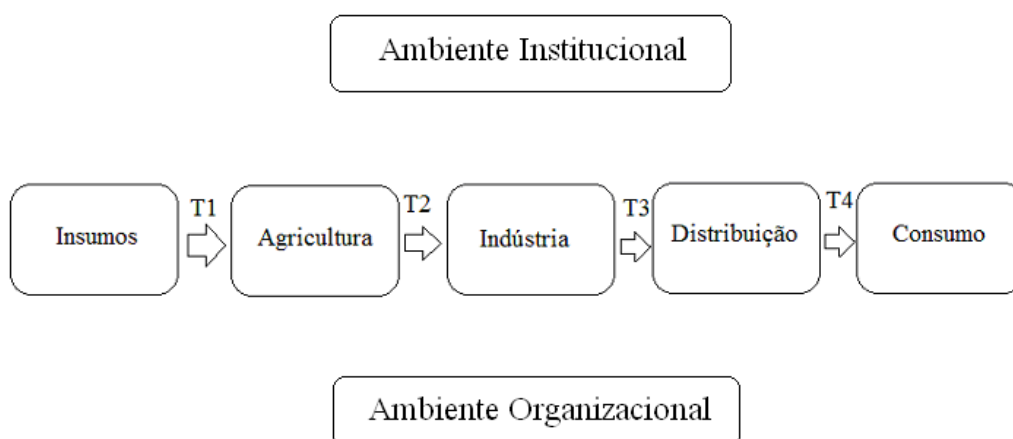 Ambiente Institucional
T1
T2
T3
T4
Insumos
Agricultura
Indústria
Distribuição
Consumo
Ambiente Organizacional